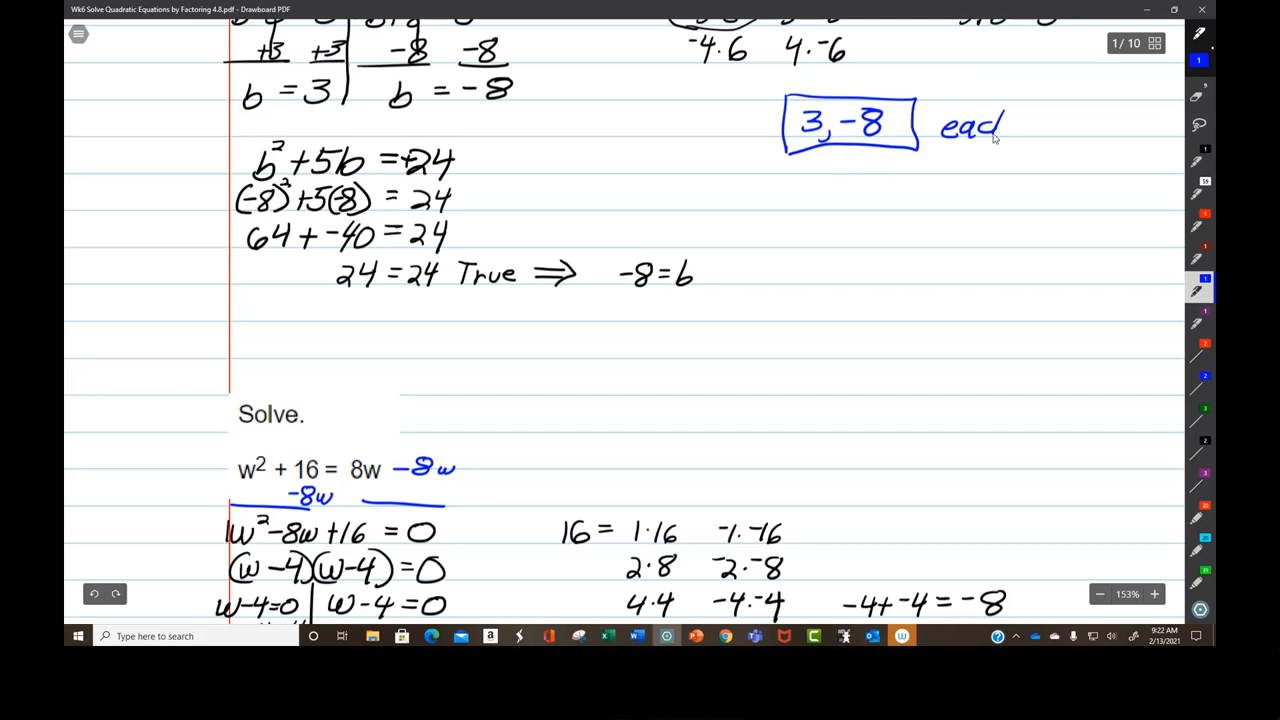 Wk6 Solve Quadratic Equations by Factoring 4.8.pdf - Drawboard PDF
1 / 10
+3 +3 -8 -8
-4·6 4·-6
b = 3 b = -8
3, -8 each
b² + 5b = 24
(-8)² + 5(-8) = 24
64 + -40 = 24
24 = 24 True ⇒ -8 = b
Solve.
w² + 16 = 8w -8w
-8w
1w² - 8w + 16 = 0 16 = 1·16 -1·-16
(w - 4)(w - 4) = 0 2·8 -2·-8
w - 4 = 0 w - 4 = 0 4·4 -4·-4 -4 + -4 = -8
153%
Type here to search
9:22 AM
2/13/2021